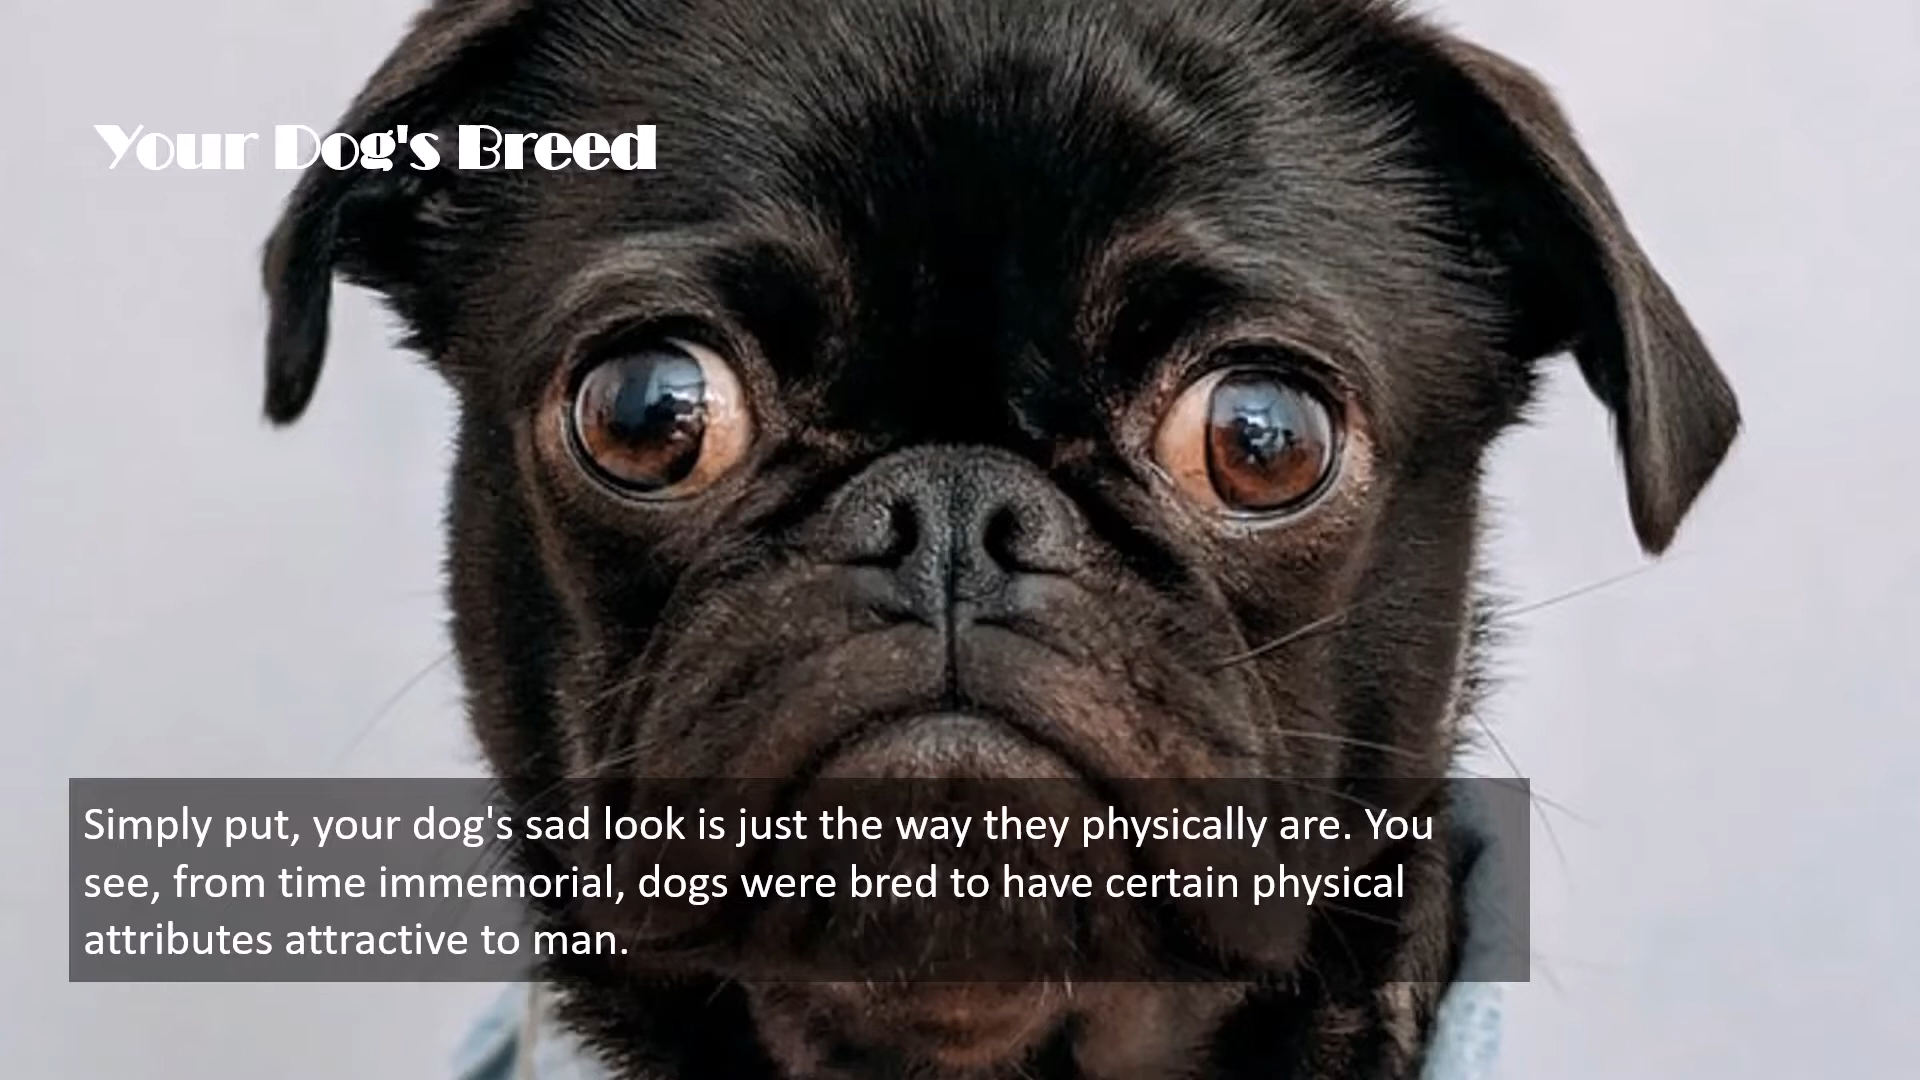 Your Dog's Breed
Simply put, your dog's sad look is just the way they physically are. You
see, from time immemorial, dogs were bred to have certain physical
attributes attractive to man.